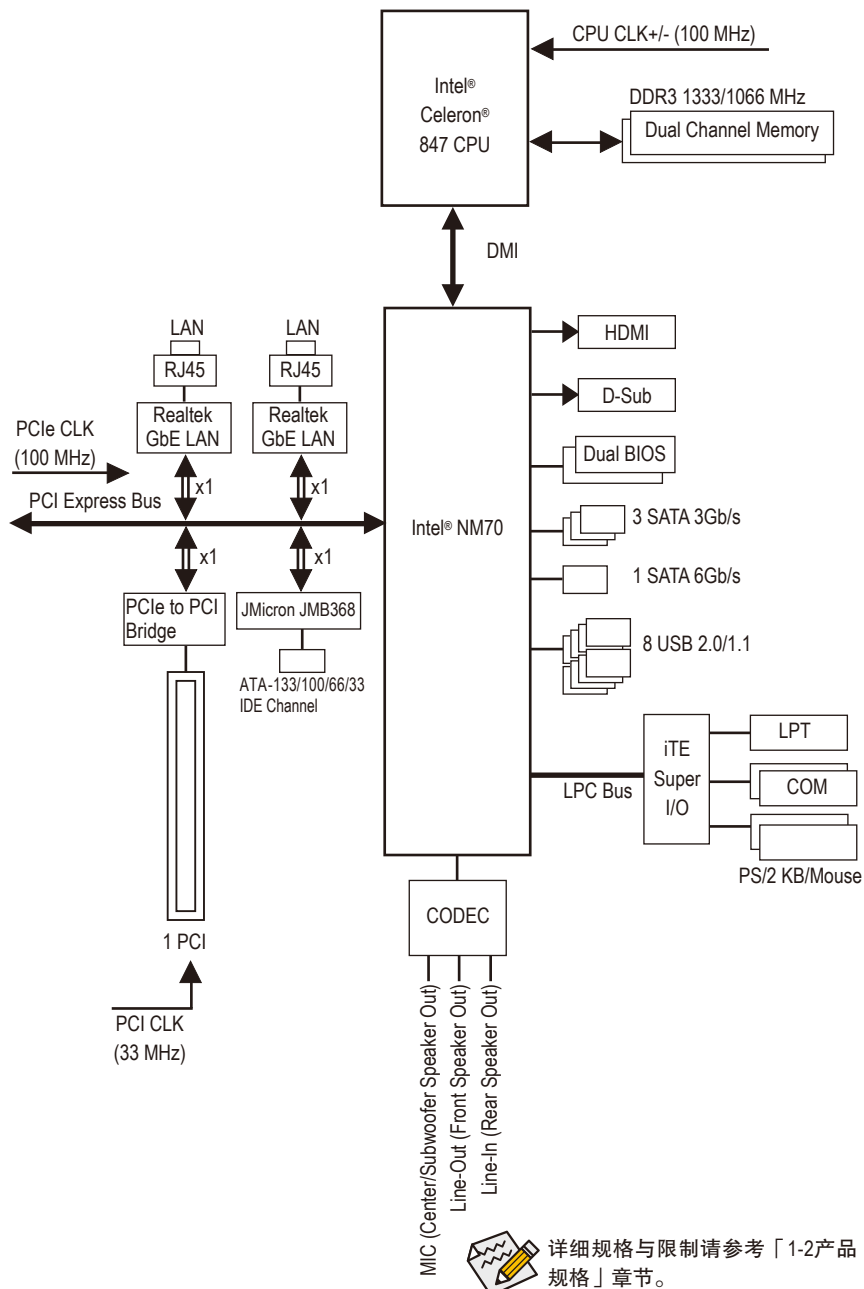 CPU CLK+/- (100 MHz)
Intel®
Celeron®
847 CPU
DDR3 1333/1066 MHz
Dual Channel Memory
DMI
LAN
LAN
RJ45
RJ45
Realtek
GbE LAN
Realtek
GbE LAN
PCIe CLK
(100 MHz)
x1
x1
PCI Express Bus
x1
x1
PCIe to PCI
Bridge
JMicron JMB368
ATA-133/100/66/33
IDE Channel
1 PCI
PCI CLK
(33 MHz)
Intel® NM70
HDMI
D-Sub
Dual BIOS
3 SATA 3Gb/s
1 SATA 6Gb/s
8 USB 2.0/1.1
LPC Bus
iTE
Super
I/O
LPT
COM
PS/2 KB/Mouse
CODEC
MIC (Center/Subwoofer Speaker Out)
Line-Out (Front Speaker Out)
Line-In (Rear Speaker Out)
详细规格与限制请参考「1-2产品
规格」章节。